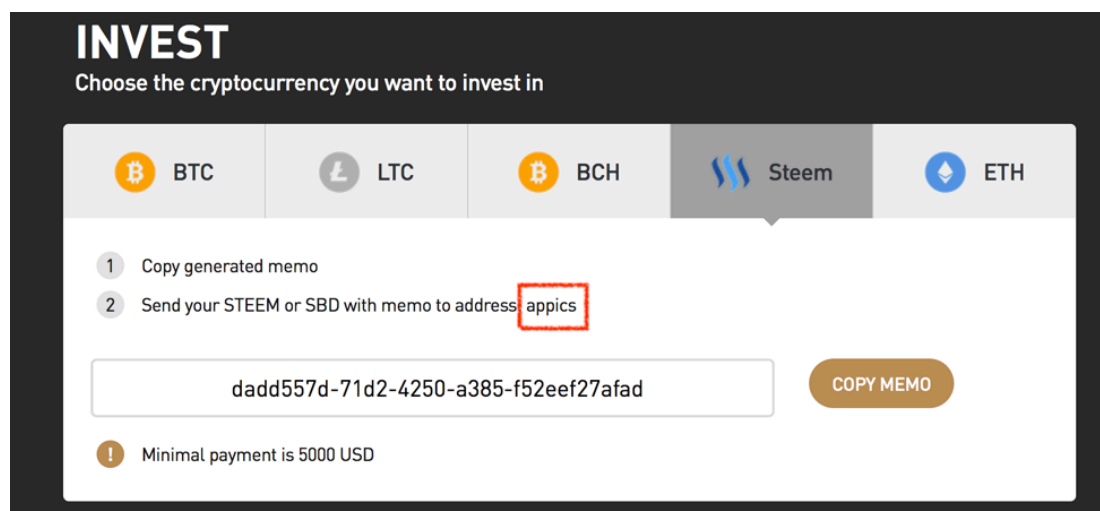 INVEST
Choose the cryptocurrency you want to invest in
BTC LTC BCH Steem ETH
1 Copy generated memo
2 Send your STEEM or SBD with memo to address appics
dadd557d-71d2-4250-a385-f52eef27afad COPY MEMO
! Minimal payment is 5000 USD